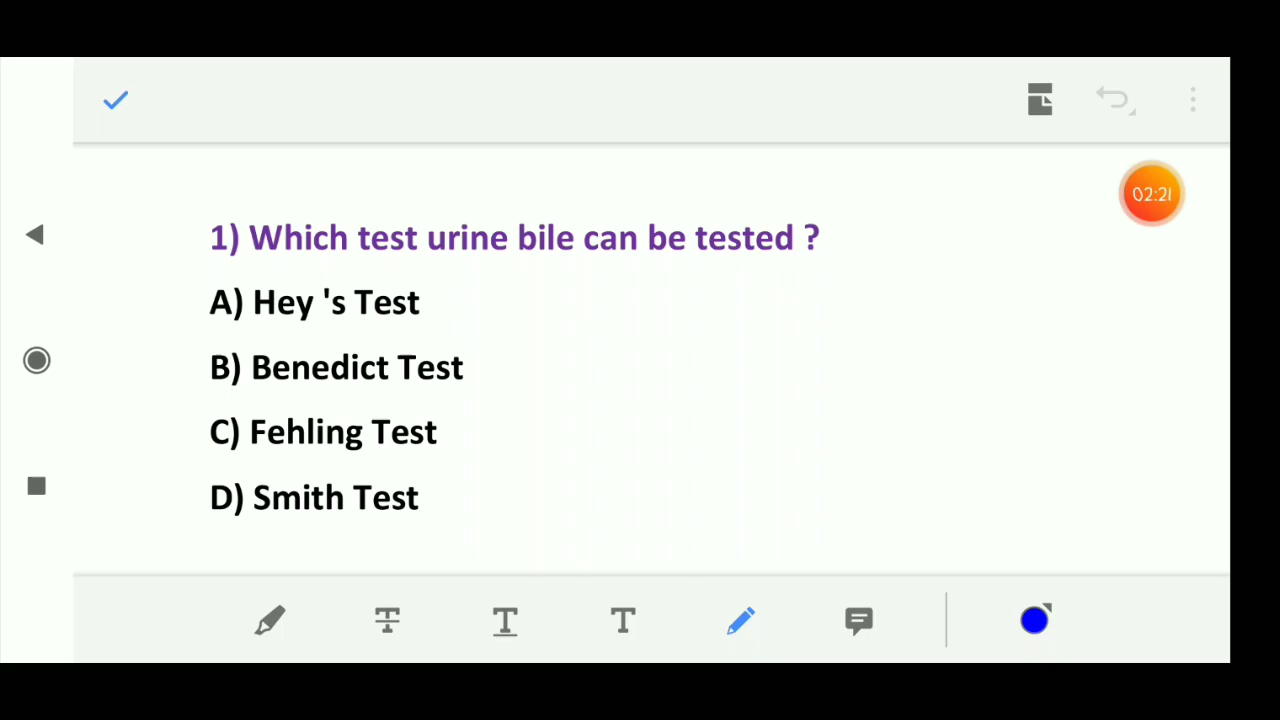 02:21
1) Which test urine bile can be tested ?
A) Hey 's Test
B) Benedict Test
C) Fehling Test
D) Smith Test